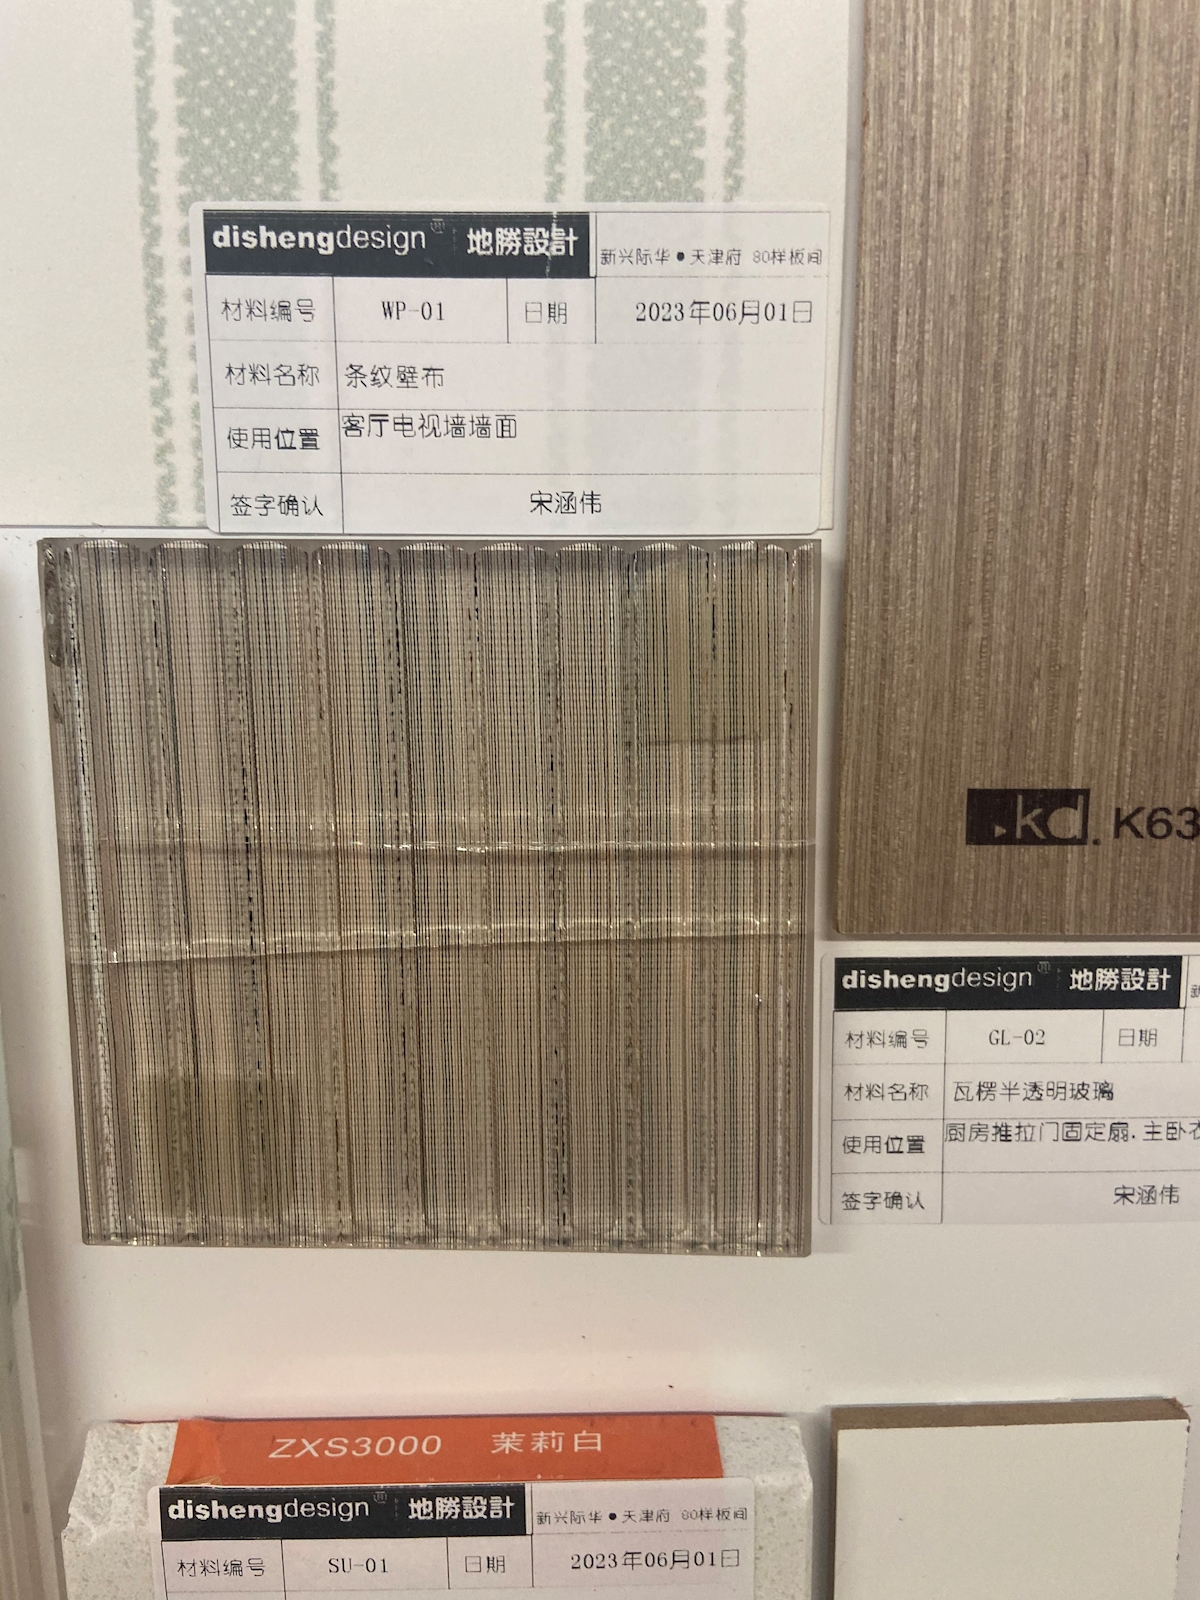 dishengdesign® 地勝設計 新兴际华●天津府 80样板间
材料编号 WP-01 日期 2023年06月01日
材料名称 条纹壁布
使用位置 客厅电视墙墙面
签字确认 宋涵伟
kd. K63
dishengdesign® 地勝設計
材料编号 GL-02 日期
材料名称 瓦楞半透明玻璃
使用位置 厨房推拉门固定扇.主卧衣
签字确认 宋涵伟
ZXS3000 茉莉白
dishengdesign® 地勝設計 新兴际华●天津府 80样板间
材料编号 SU-01 日期 2023年06月01日